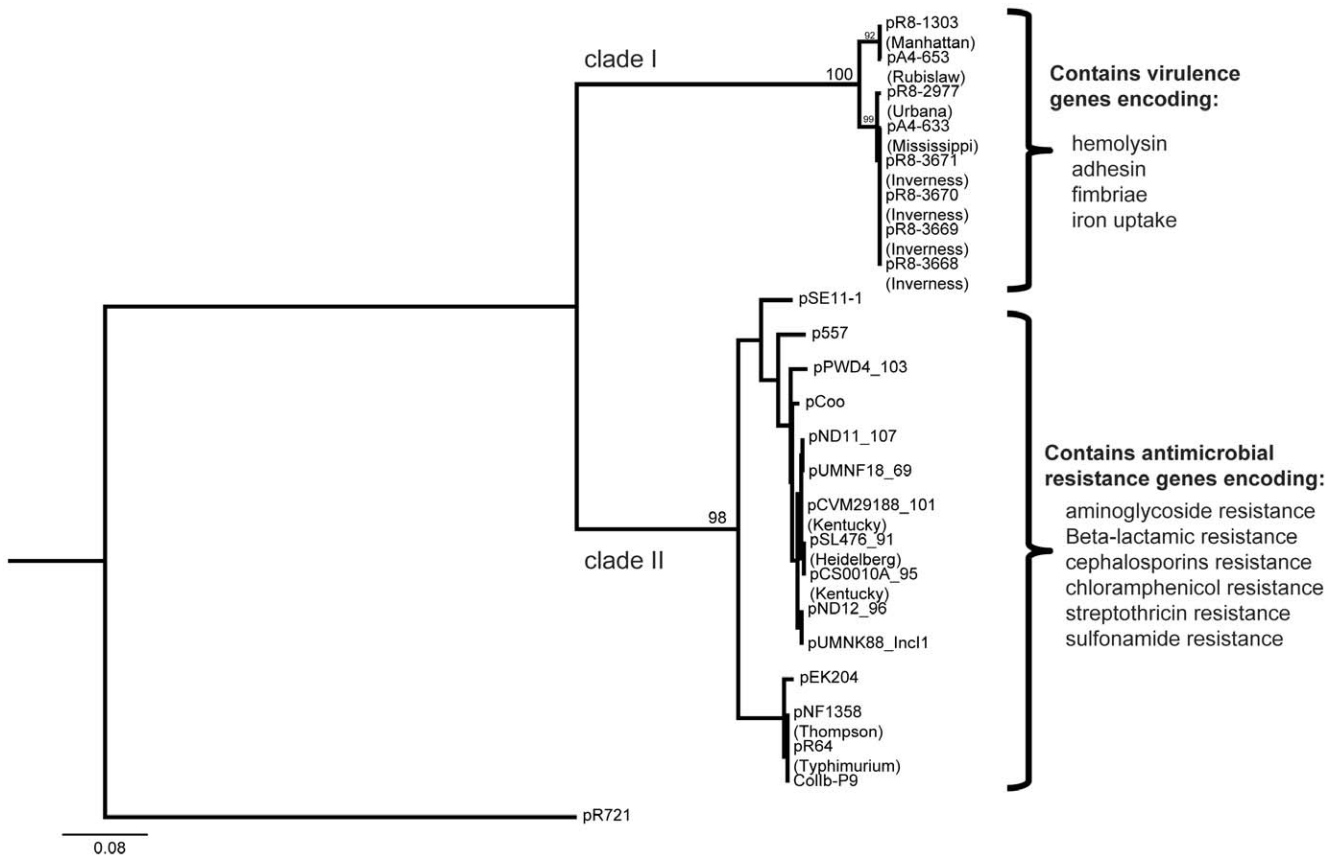 pR8-1303
(Manhattan)
pA4-653
(Rubislaw)
pR8-2977
(Urbana)
pA4-633
(Mississippi)
pR8-3671
(Inverness)
pR8-3670
(Inverness)
pR8-3669
(Inverness)
pR8-3668
(Inverness)
92
100
99
clade I
Contains virulence
genes encoding:
hemolysin
adhesin
fimbriae
iron uptake
pSE11-1
p557
pPWD4_103
pCoo
pND11_107
pUMNF18_69
pCVM29188_101
(Kentucky)
pSL476_91
(Heidelberg)
pCS0010A_95
(Kentucky)
pND12_96
pUMNK88_IncI1
pEK204
pNF1358
(Thompson)
pR64
(Typhimurium)
ColIb-P9
98
clade II
Contains antimicrobial
resistance genes encoding:
aminoglycoside resistance
Beta-lactamic resistance
cephalosporins resistance
chloramphenicol resistance
streptothricin resistance
sulfonamide resistance
pR721
0.08